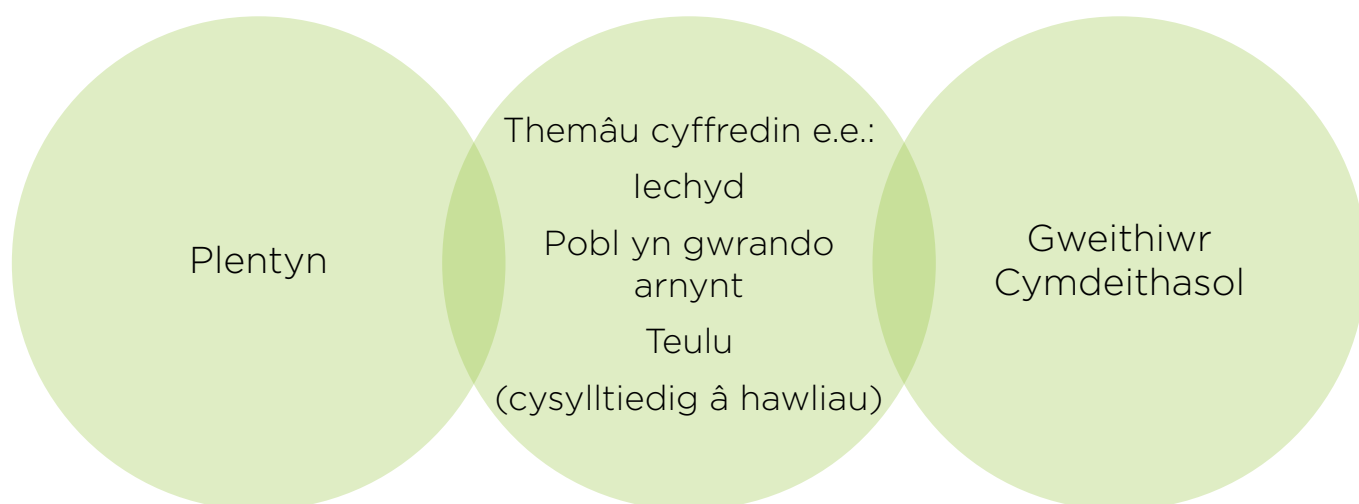 Plentyn
Themâu cyffredin e.e.:
Iechyd
Pobl yn gwrando
arnynt
Teulu
(cysylltiedig â hawliau)
Gweithiwr
Cymdeithasol